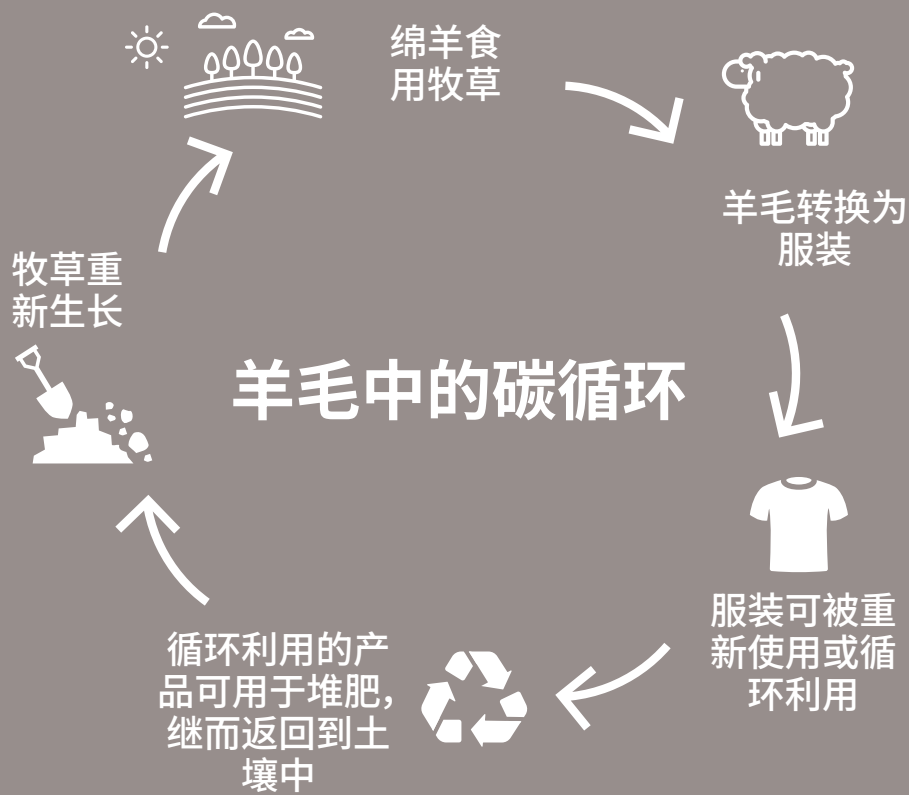 绵羊食
用牧草
羊毛转换为
服装
牧草重
新生长
羊毛中的碳循环
服装可被重
新使用或循
环利用
循环利用的产
品可用于堆肥，
继而返回到土
壤中